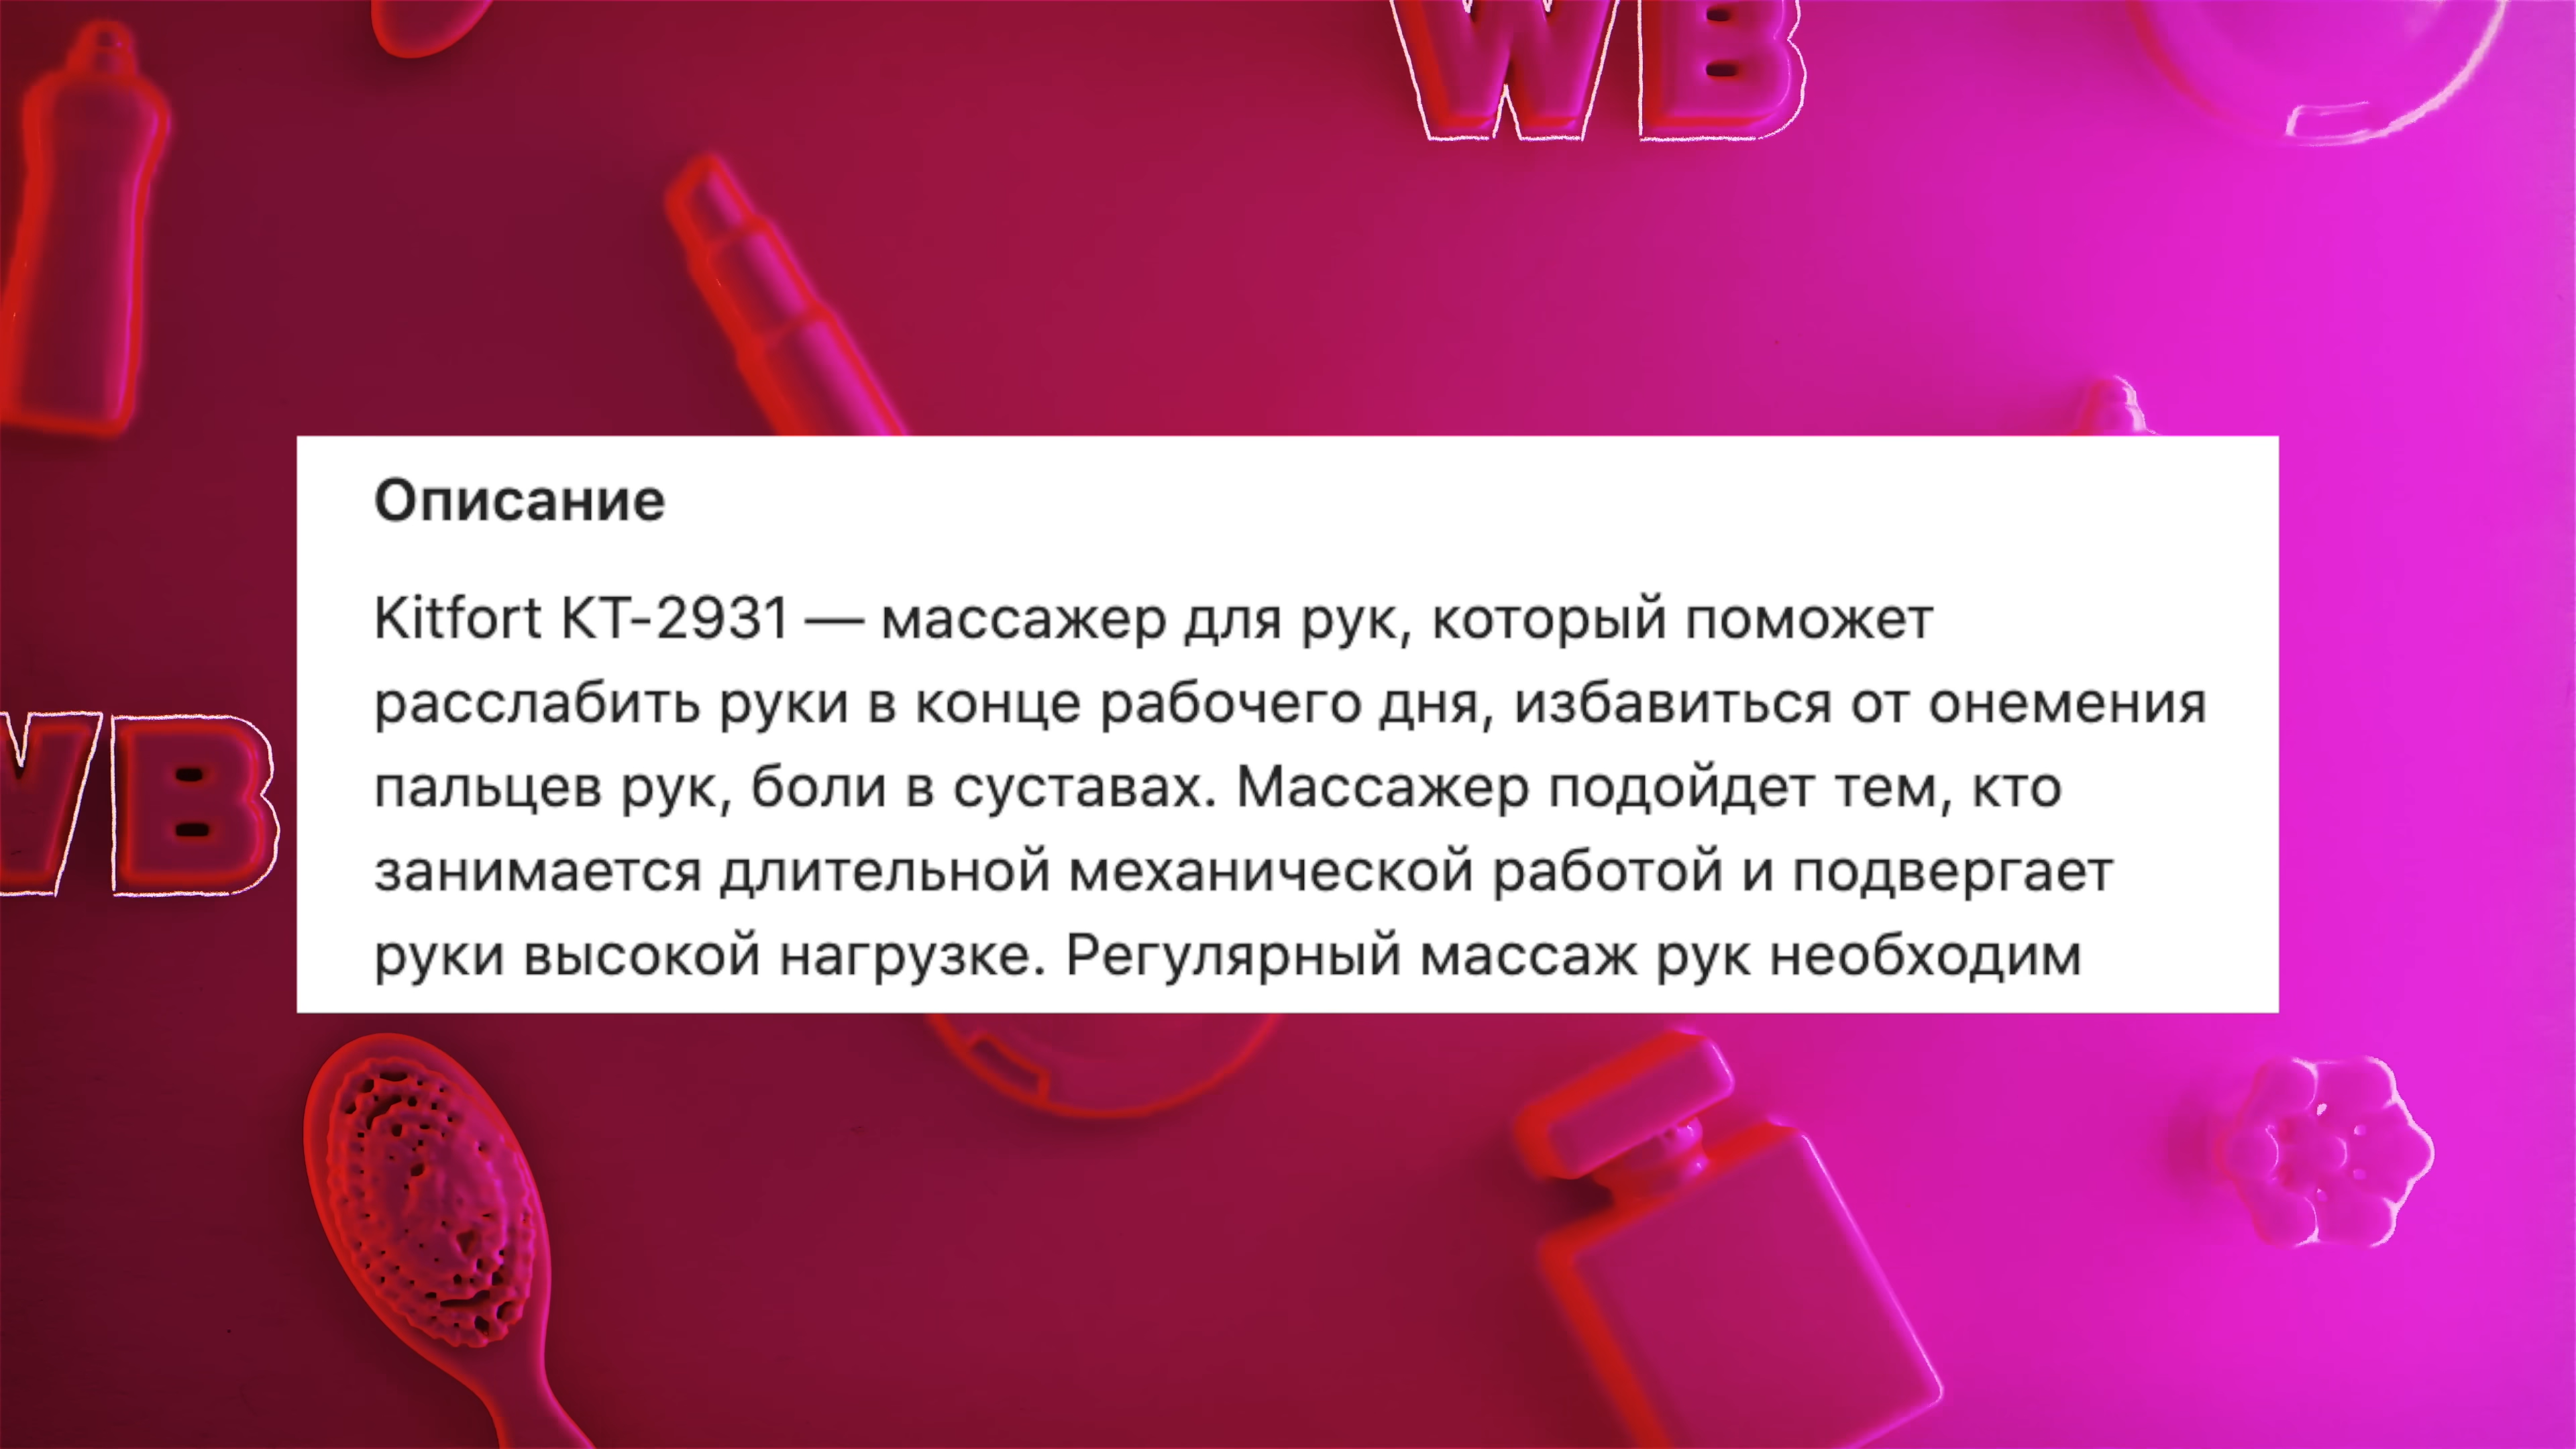 WB
Описание
Kitfort КТ-2931 — массажер для рук, который поможет
расслабить руки в конце рабочего дня, избавиться от онемения
пальцев рук, боли в суставах. Массажер подойдет тем, кто
WB
занимается длительной механической работой и подвергает
руки высокой нагрузке. Регулярный массаж рук необходим